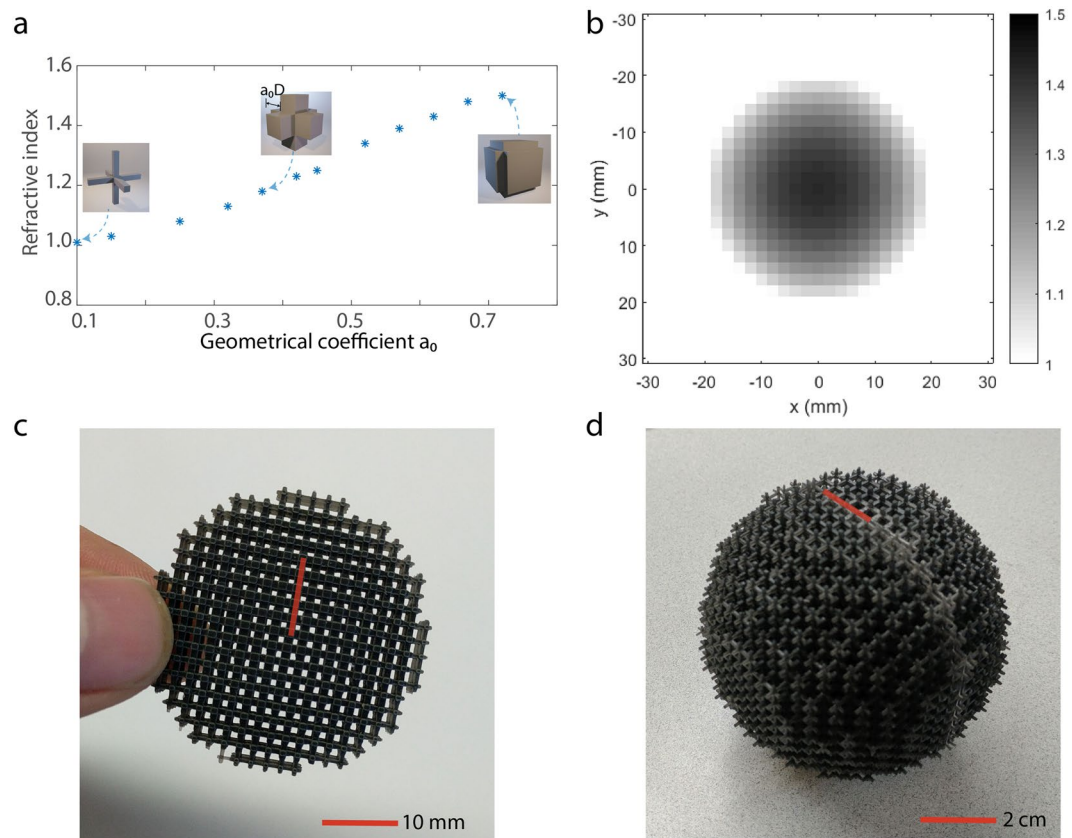 a
1.6
1.4
1.2
1.0
0.8
Refractive index
a₀D
0.1
0.3
0.5
0.7
Geometrical coefficient a₀
b
-30
-20
-10
0
10
20
30
y (mm)
-30
-20
-10
0
10
20
30
x (mm)
1.5
1.4
1.3
1.2
1.1
1
c
10 mm
d
2 cm